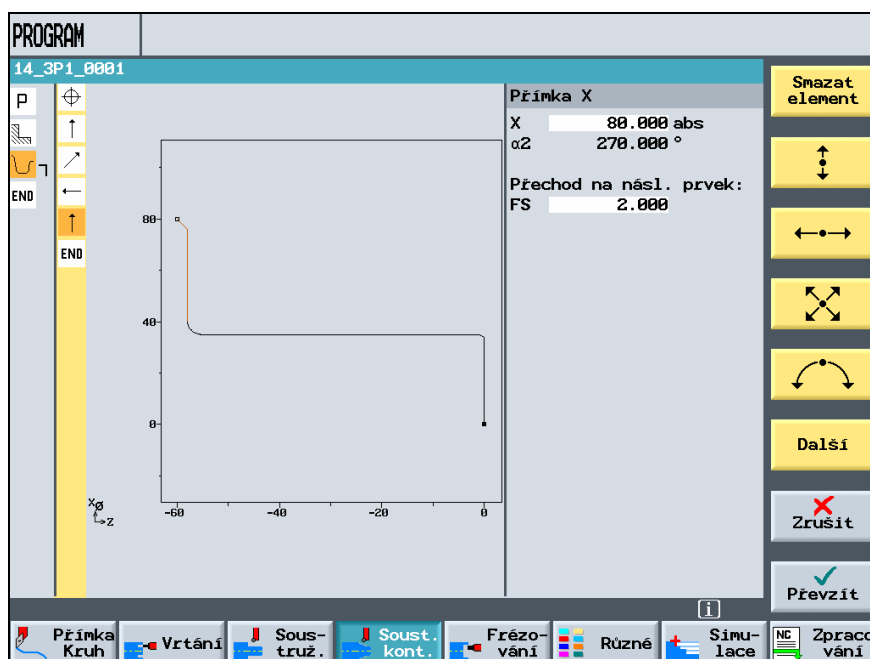 PROGRAM
14_3P1_0001
P
END
END
80
40
0
-60
-40
-20
0
XØ
Z
Přímka X
X 80.000 abs
α2 270.000 °
Přechod na násl. prvek:
FS 2.000
Smazat
element
Další
Zrušit
Převzít
i
Přímka
Kruh
Vrtání
Sous-
truž.
Soust.
kont.
Frézo-
vání
Různé
Simu-
lace
NC
Zpraco
vání